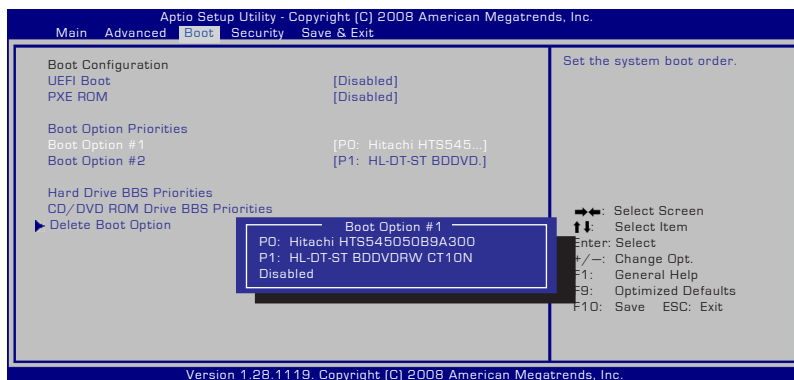 Aptio Setup Utility - Copyright (C) 2008 American Megatrends, Inc.
Main Advanced Boot Security Save & Exit
Boot Configuration
UEFI Boot [Disabled]
PXE ROM [Disabled]
Boot Option Priorities
Boot Option #1 [P0: Hitachi HTS545...]
Boot Option #2 [P1: HL-DT-ST BDDVD.]
Hard Drive BBS Priorities
CD/DVD ROM Drive BBS Priorities
Delete Boot Option
Boot Option #1
P0: Hitachi HTS545050B9A300
P1: HL-DT-ST BDDVDRW CT10N
Disabled
Set the system boot order.
→←: Select Screen
↑↓: Select Item
Enter: Select
+/—: Change Opt.
F1: General Help
F9: Optimized Defaults
F10: Save ESC: Exit
Version 1.28.1119. Copyright (C) 2008 American Megatrends, Inc.